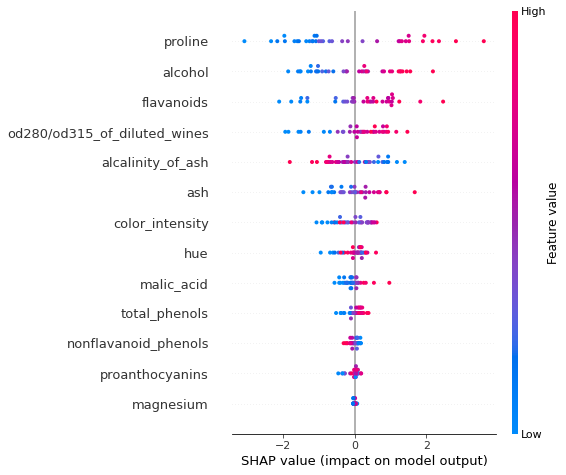 High
proline
alcohol
flavanoids
od280/od315_of_diluted_wines
alcalinity_of_ash
ash
color_intensity
hue
malic_acid
total_phenols
nonflavanoid_phenols
proanthocyanins
magnesium
Feature value
Low
−2 0 2
SHAP value (impact on model output)